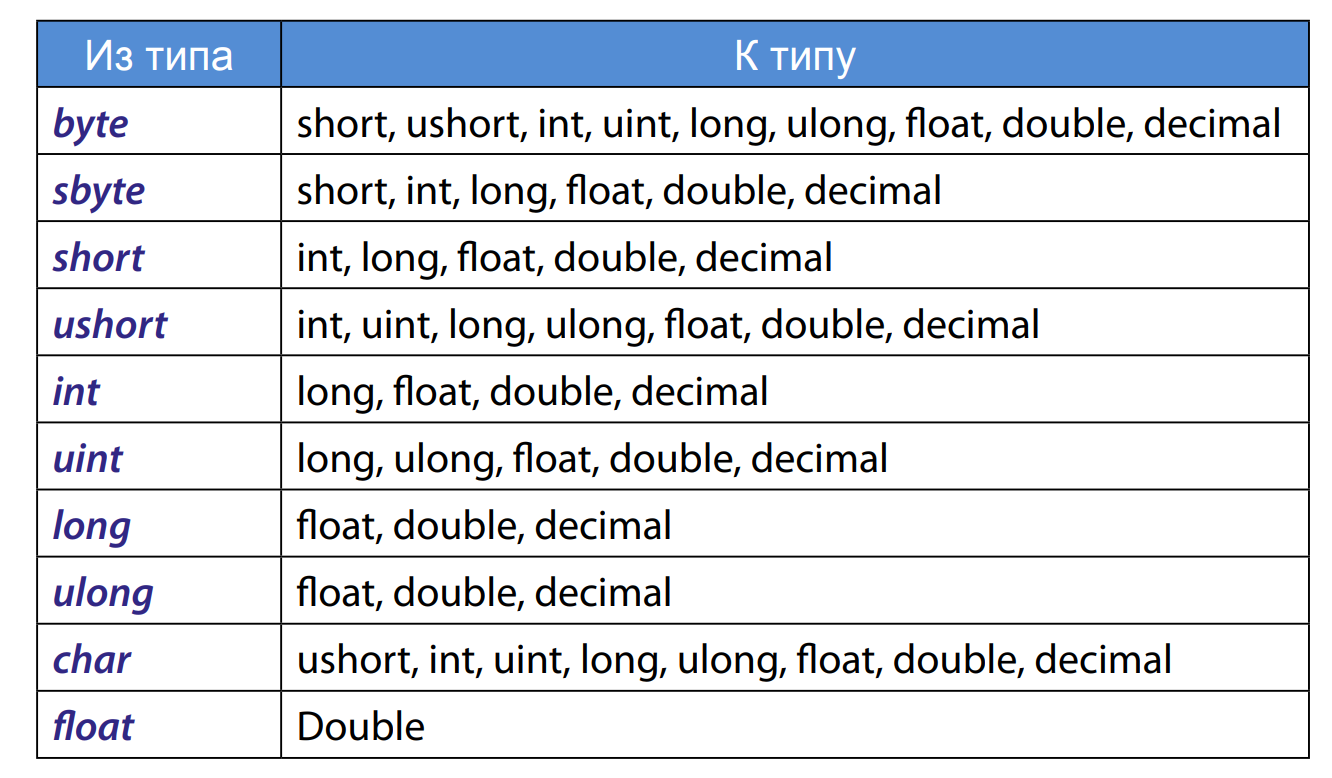 Из типа К типу
byte short, ushort, int, uint, long, ulong, float, double, decimal
sbyte short, int, long, float, double, decimal
short int, long, float, double, decimal
ushort int, uint, long, ulong, float, double, decimal
int long, float, double, decimal
uint long, ulong, float, double, decimal
long float, double, decimal
ulong float, double, decimal
char ushort, int, uint, long, ulong, float, double, decimal
float Double